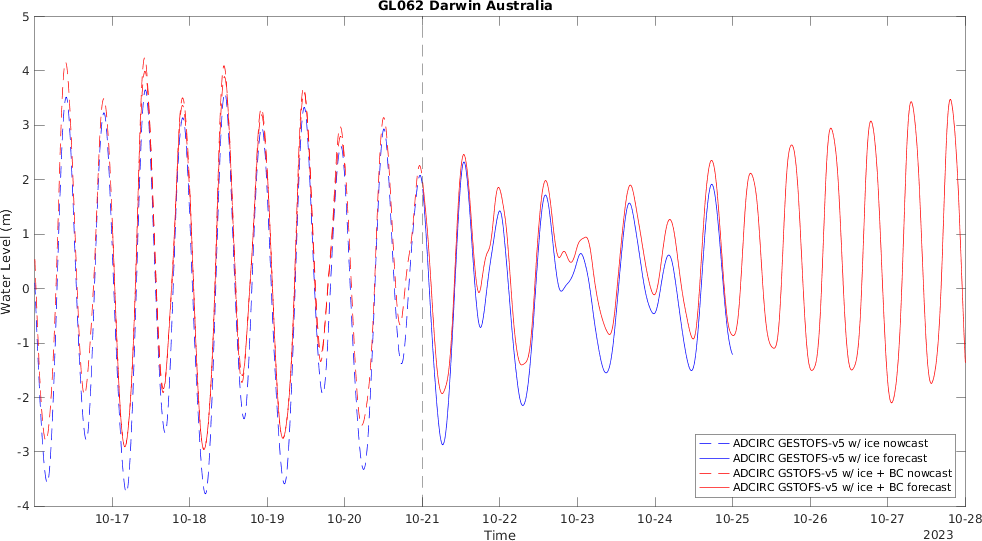 GL062 Darwin Australia
Water Level (m)
5
4
3
2
1
0
-1
-2
-3
-4
ADCIRC GESTOFS-v5 w/ ice nowcast
ADCIRC GESTOFS-v5 w/ ice forecast
ADCIRC GSTOFS-v5 w/ ice + BC nowcast
ADCIRC GSTOFS-v5 w/ ice + BC forecast
10-17 10-18 10-19 10-20 10-21 10-22 10-23 10-24 10-25 10-26 10-27 10-28
Time
2023